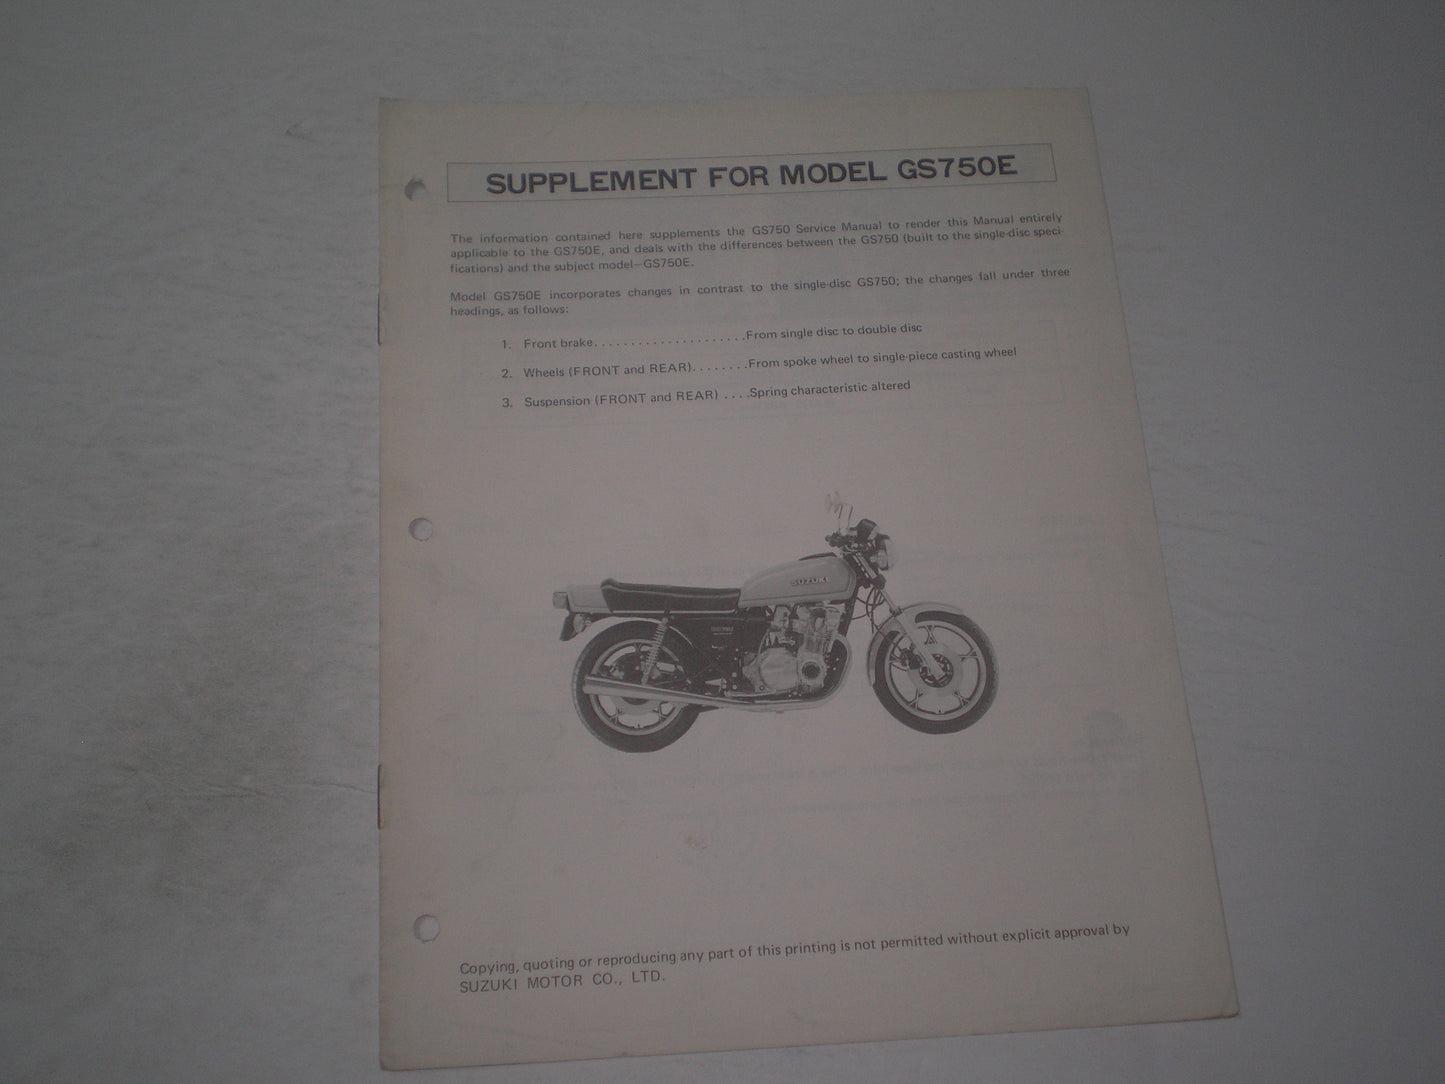 SUPPLEMENT FOR MODEL GS750E
The information contained here supplements the GS750 Service Manual to render this Manual entirely
applicable to the GS750E, and deals with the differences between the GS750 (built to the single-disc speci-
fications) and the subject model—GS750E.
Model GS750E incorporates changes in contrast to the single-disc GS750; the changes fall under three
headings, as follows:
1. Front brake. . . . . . . . . . . . . . . . . . . . .From single disc to double disc
2. Wheels (FRONT and REAR). . . . . . . .From spoke wheel to single-piece casting wheel
3. Suspension (FRONT and REAR) . . . .Spring characteristic altered
SUZUKI
Copying, quoting or reproducing any part of this printing is not permitted without explicit approval by
SUZUKI MOTOR CO., LTD.